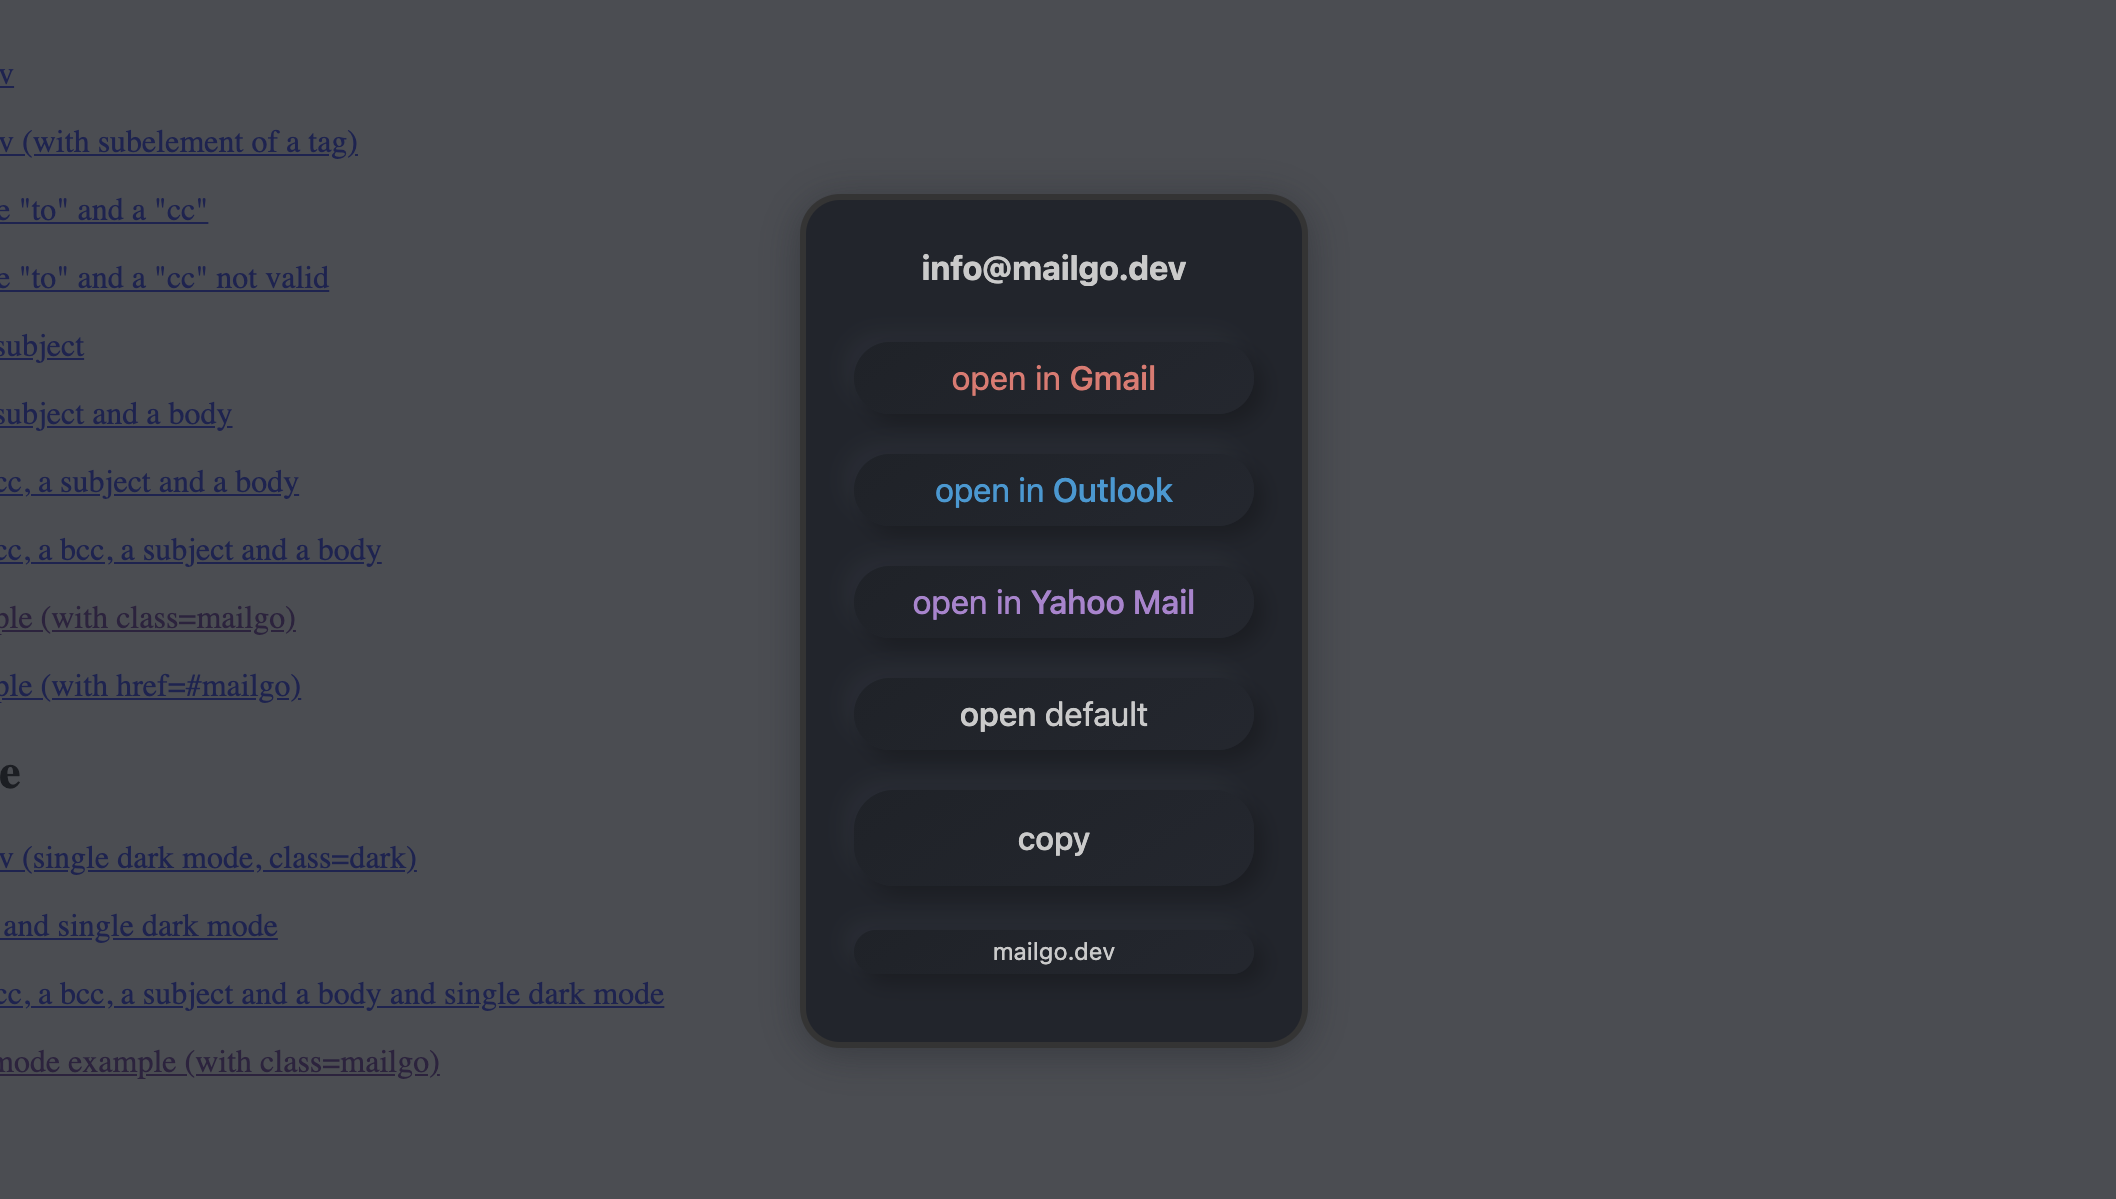 v
v (with subelement of a tag)
e "to" and a "cc"
e "to" and a "cc" not valid
subject
subject and a body
cc, a subject and a body
cc, a bcc, a subject and a body
ple (with class=mailgo)
ple (with href=#mailgo)
e
v (single dark mode, class=dark)
and single dark mode
cc, a bcc, a subject and a body and single dark mode
mode example (with class=mailgo)
info@mailgo.dev
open in Gmail
open in Outlook
open in Yahoo Mail
open default
copy
mailgo.dev